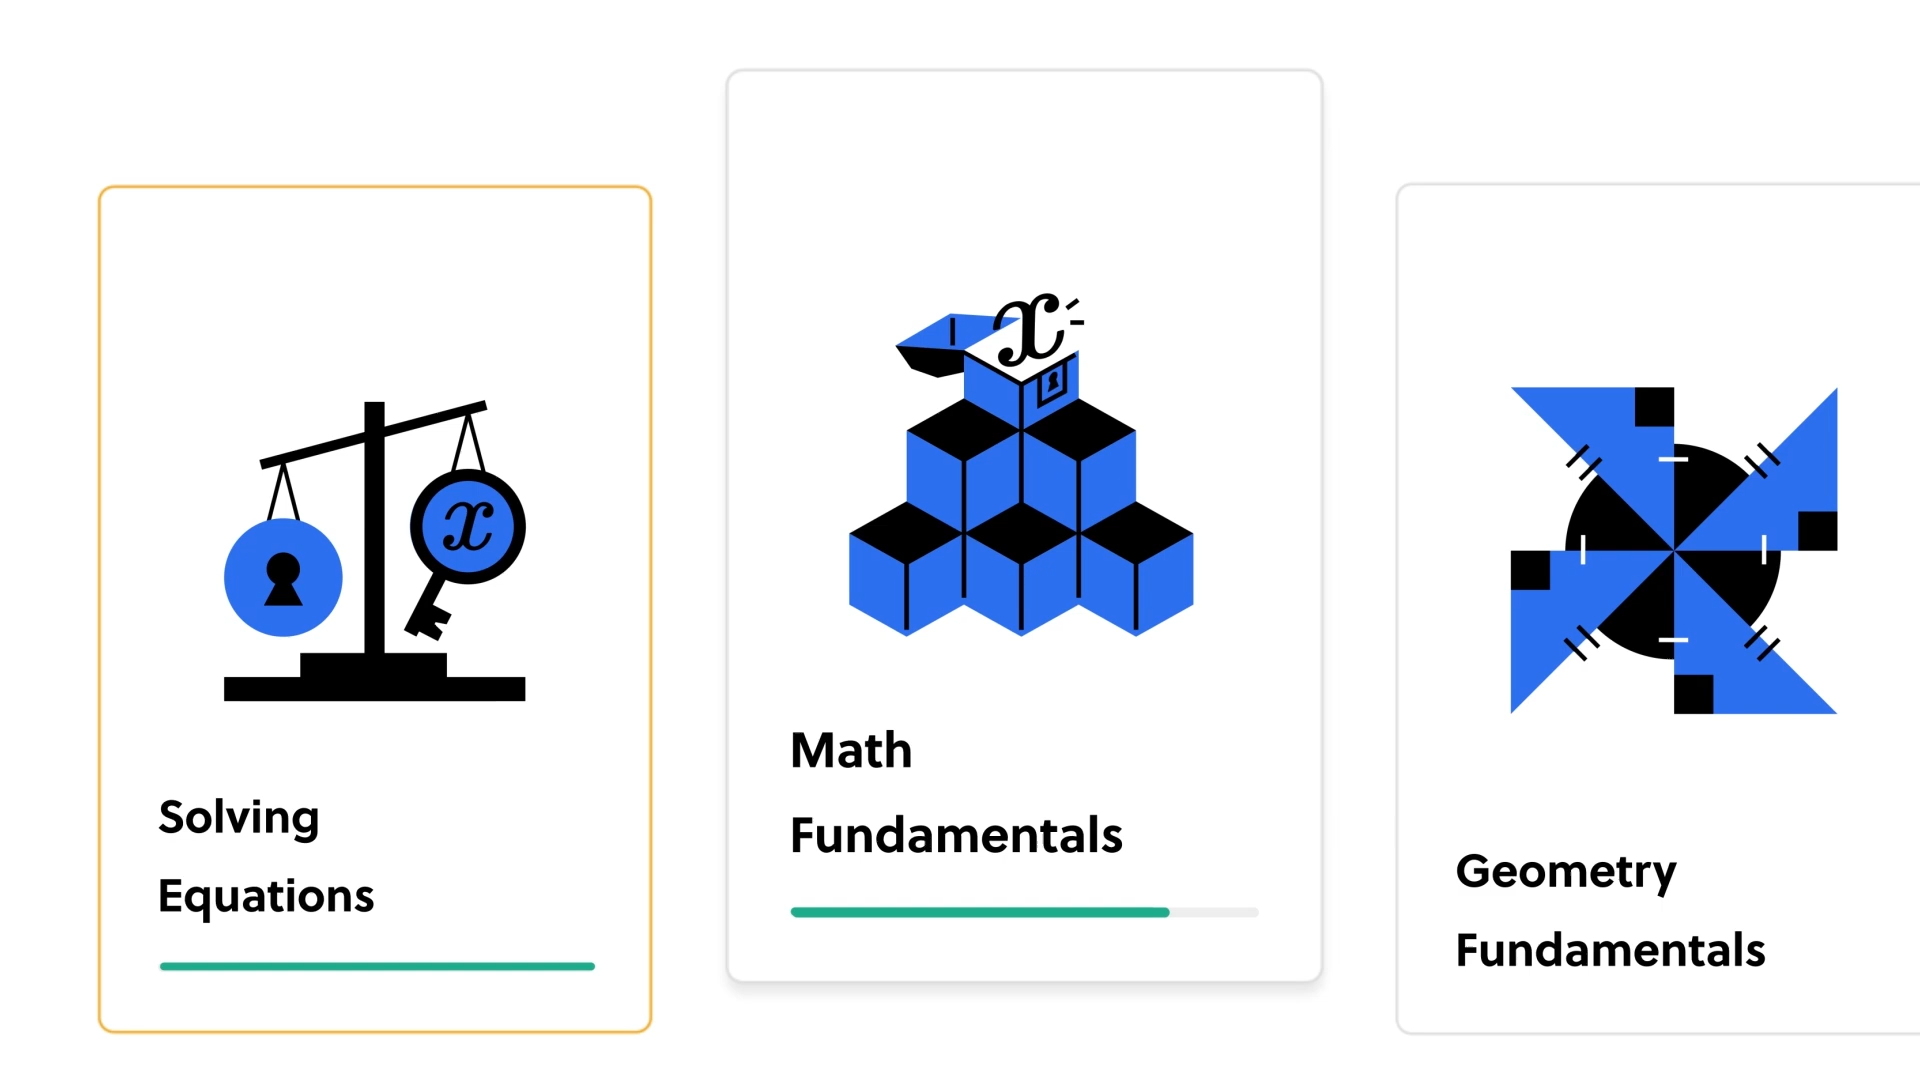 x
Solving
Equations
x
Math
Fundamentals
Geometry
Fundamentals